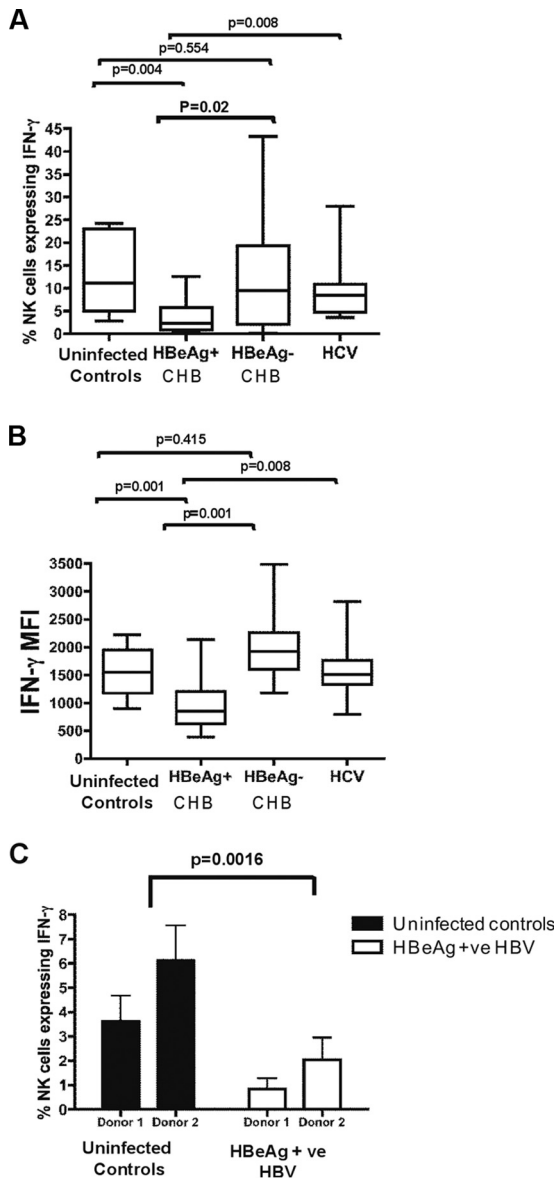 A
p=0.008
p=0.554
p=0.004
P=0.02
% NK cells expressing IFN-γ
45
40
35
30
25
20
15
10
5
0
Uninfected Controls
HBeAg+ CHB
HBeAg- CHB
HCV
B
p=0.415
p=0.008
p=0.001
p=0.001
IFN-γ MFI
3500
3000
2500
2000
1500
1000
500
0
Uninfected Controls
HBeAg+ CHB
HBeAg- CHB
HCV
C
p=0.0016
% NK cells expressing IFN-γ
8
7
6
5
4
3
2
1
0
Uninfected controls
HBeAg +ve HBV
Donor 1 Donor 2 Donor 1 Donor 2
Uninfected Controls
HBeAg + ve HBV